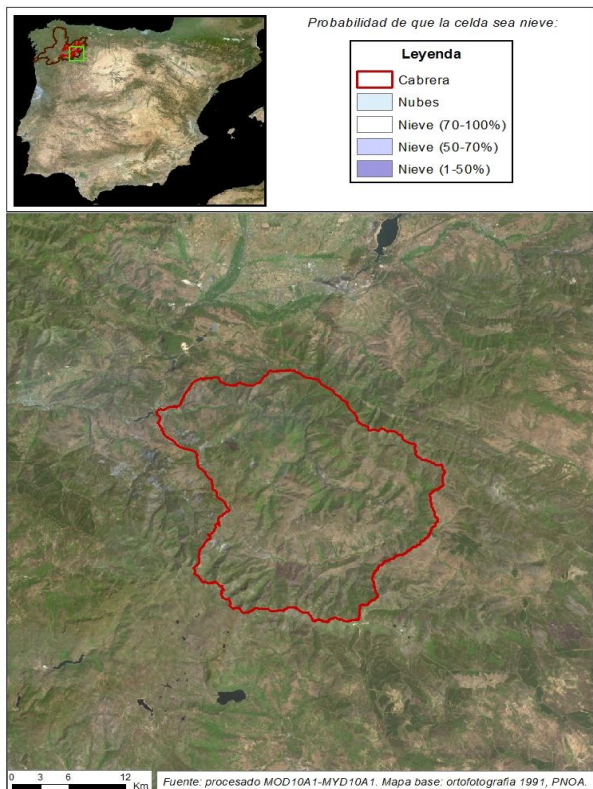 Probabilidad de que la celda sea nieve:
Leyenda
Cabrera
Nubes
Nieve (70-100%)
Nieve (50-70%)
Nieve (1-50%)
0 3 6 12
Km
Fuente: procesado MOD10A1-MYD10A1. Mapa base: ortofotografía 1991, PNOA.